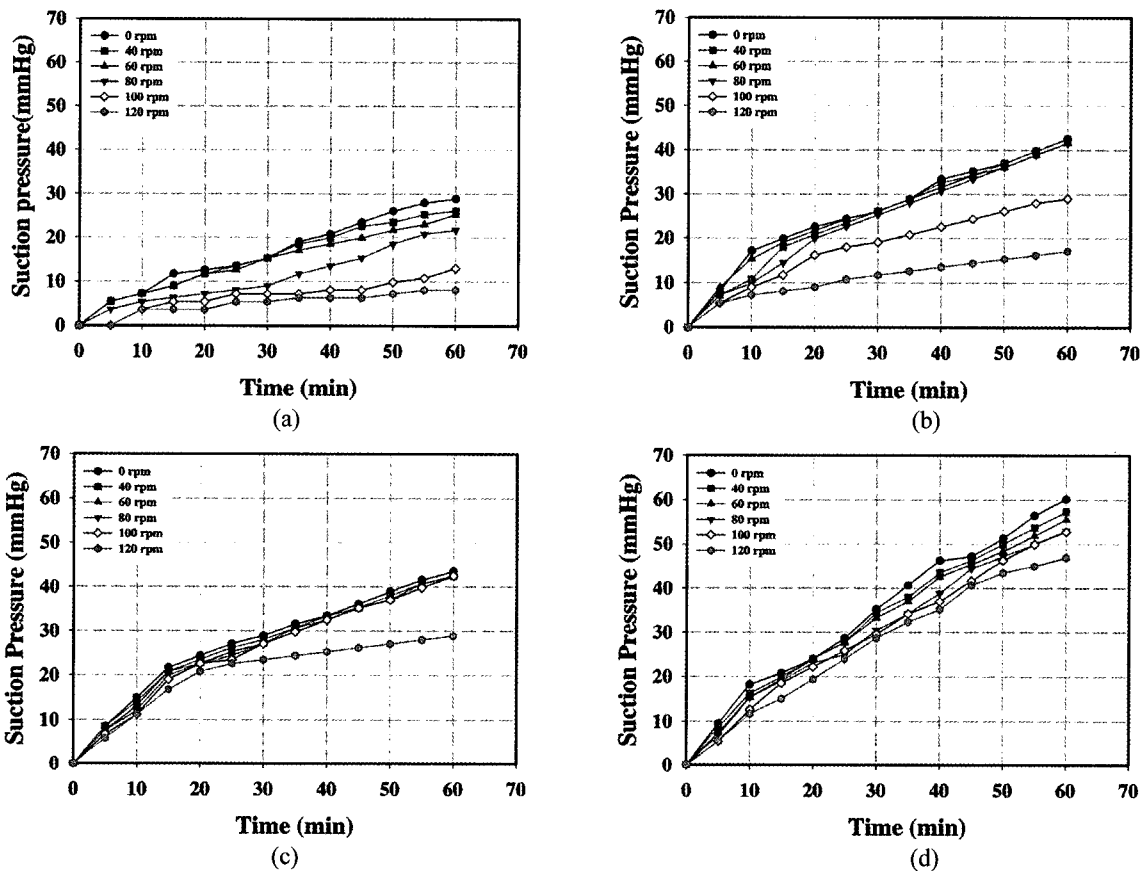 70
60
50
40
30
20
10
0
Suction pressure(mmHg)
0 rpm
40 rpm
60 rpm
80 rpm
100 rpm
120 rpm
0 10 20 30 40 50 60 70
Time (min)
(a)
70
60
50
40
30
20
10
0
Suction Pressure (mmHg)
0 rpm
40 rpm
60 rpm
80 rpm
100 rpm
120 rpm
0 10 20 30 40 50 60 70
Time (min)
(b)
70
60
50
40
30
20
10
0
Suction Pressure (mmHg)
0 rpm
40 rpm
60 rpm
80 rpm
100 rpm
120 rpm
0 10 20 30 40 50 60 70
Time (min)
(c)
70
60
50
40
30
20
10
0
Suction Pressure (mmHg)
0 rpm
40 rpm
60 rpm
80 rpm
100 rpm
120 rpm
0 10 20 30 40 50 60 70
Time (min)
(d)